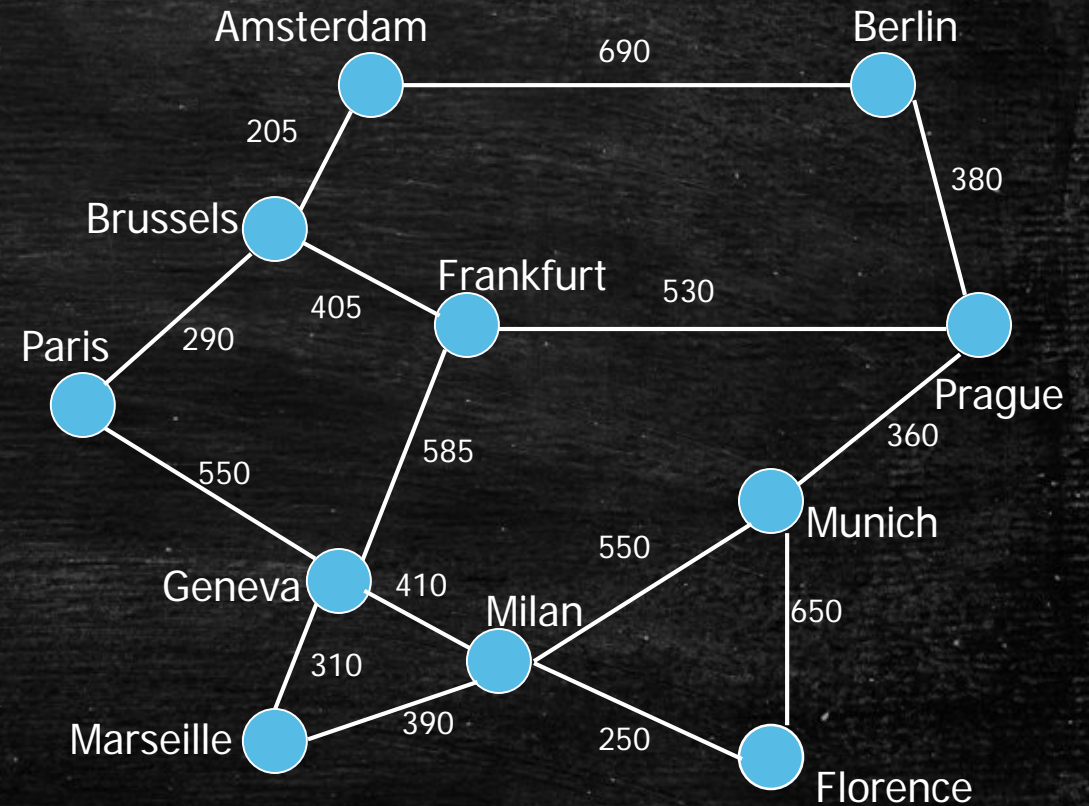 Amsterdam
Berlin
690
205
380
Brussels
Frankfurt
530
405
290
Paris
Prague
360
585
550
Munich
550
Geneva
410
Milan
650
310
390
250
Marseille
Florence